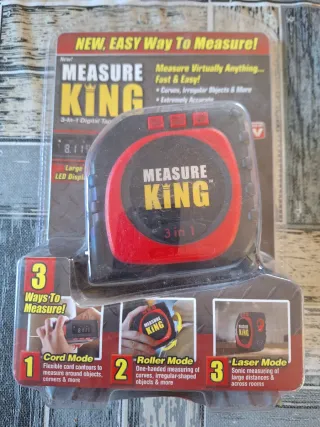 NEW, EASY Way To Measure!
MEASURE
KING
3-in-1 Digital Tape
Measure Virtually Anything...
Fast & Easy!
• Curves, Irregular Objects & More
• Extremely Accurate
Large
LED Display
MEASURE
KING
3 in 1
3
Ways To
Measure!
MEASURE
KING
1 Cord Mode
Flexible cord contours to
measure around objects,
corners & more
2 Roller Mode
One-handed measuring of
curves, irregular-shaped
objects & more
3 Laser Mode
Sonic measuring of
large distances &
across rooms